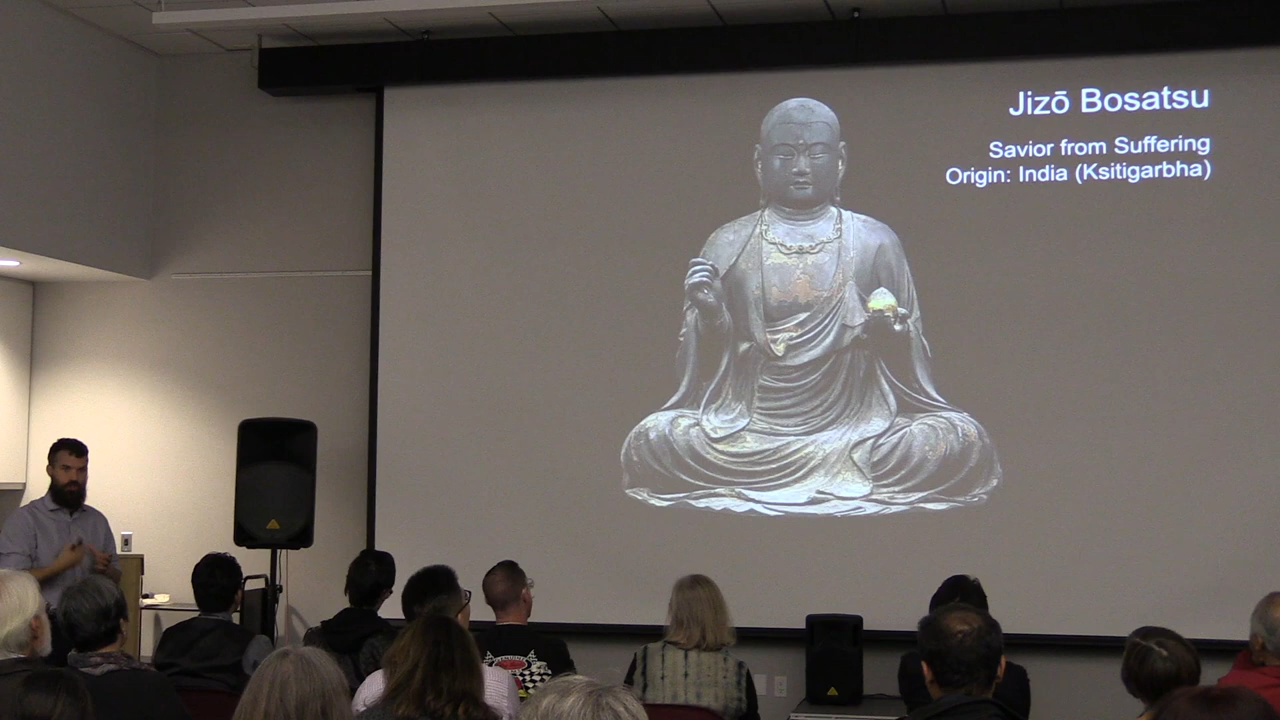 Jizō Bosatsu
Savior from Suffering
Origin: India (Ksitigarbha)